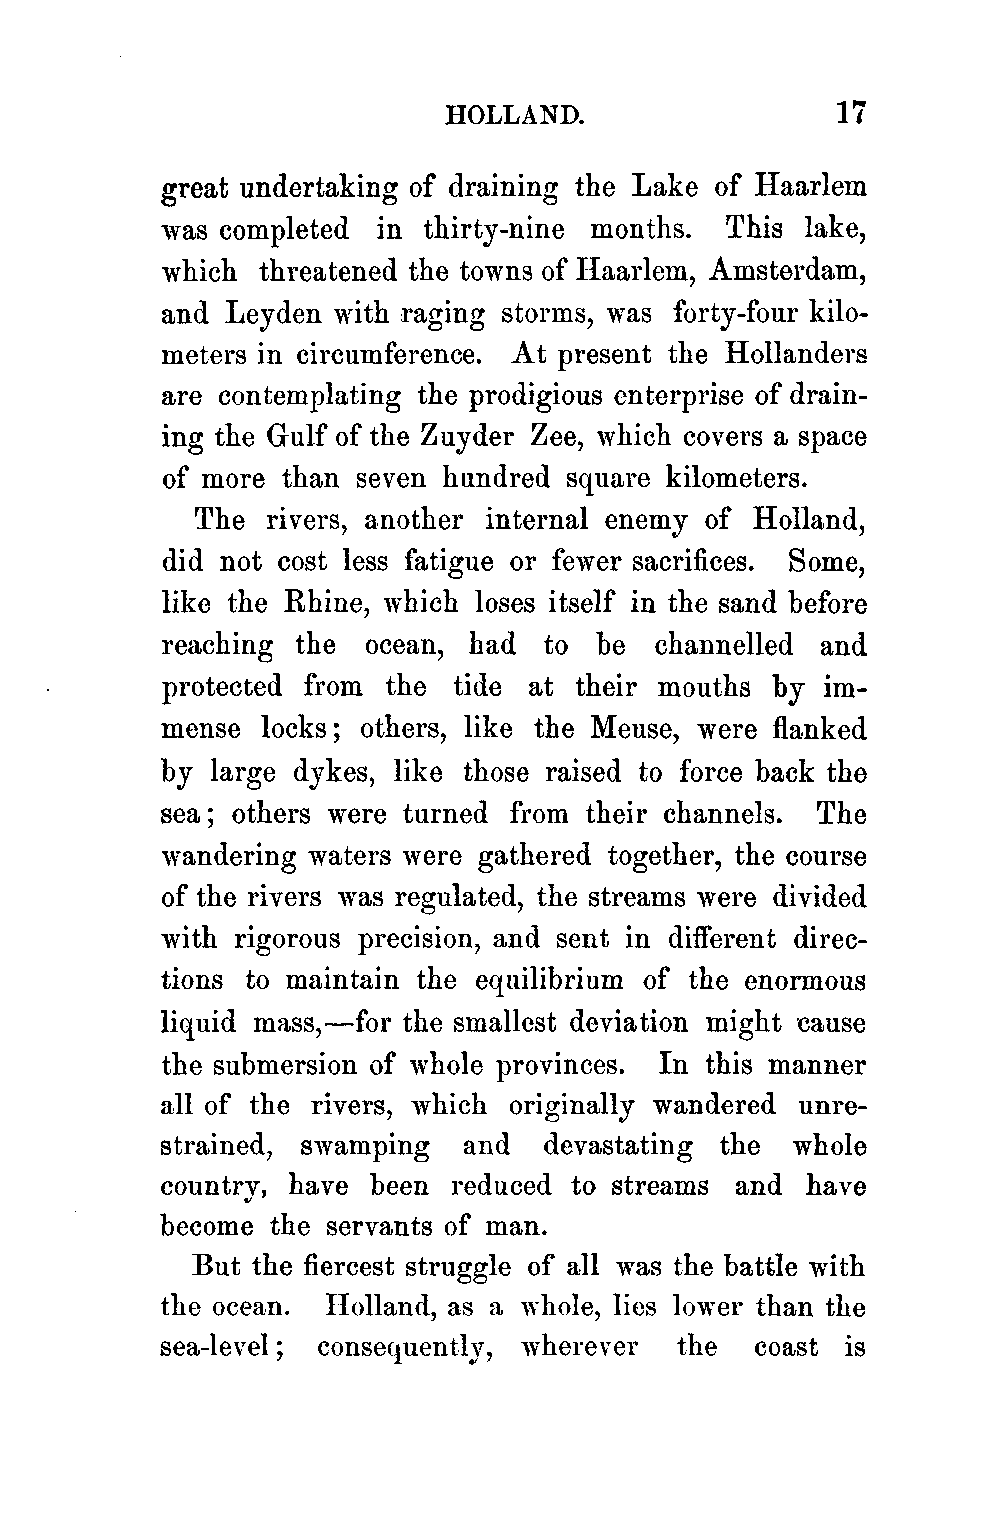 HOLLAND. 17
great undertaking of draining the Lake of Haarlem
was completed in thirty-nine months. This lake,
which threatened the towns of Haarlem, Amsterdam,
and Leyden with raging storms, was forty-four kilo-
meters in circumference. At present the Hollanders
are contemplating the prodigious enterprise of drain-
ing the Gulf of the Zuyder Zee, which covers a space
of more than seven hundred square kilometers.
The rivers, another internal enemy of Holland,
did not cost less fatigue or fewer sacrifices. Some,
like the Rhine, which loses itself in the sand before
reaching the ocean, had to be channelled and
protected from the tide at their mouths by im-
mense locks; others, like the Meuse, were flanked
by large dykes, like those raised to force back the
sea; others were turned from their channels. The
wandering waters were gathered together, the course
of the rivers was regulated, the streams were divided
with rigorous precision, and sent in different direc-
tions to maintain the equilibrium of the enormous
liquid mass,—for the smallest deviation might cause
the submersion of whole provinces. In this manner
all of the rivers, which originally wandered unre-
strained, swamping and devastating the whole
country, have been reduced to streams and have
become the servants of man.
But the fiercest struggle of all was the battle with
the ocean. Holland, as a whole, lies lower than the
sea-level; consequently, wherever the coast is